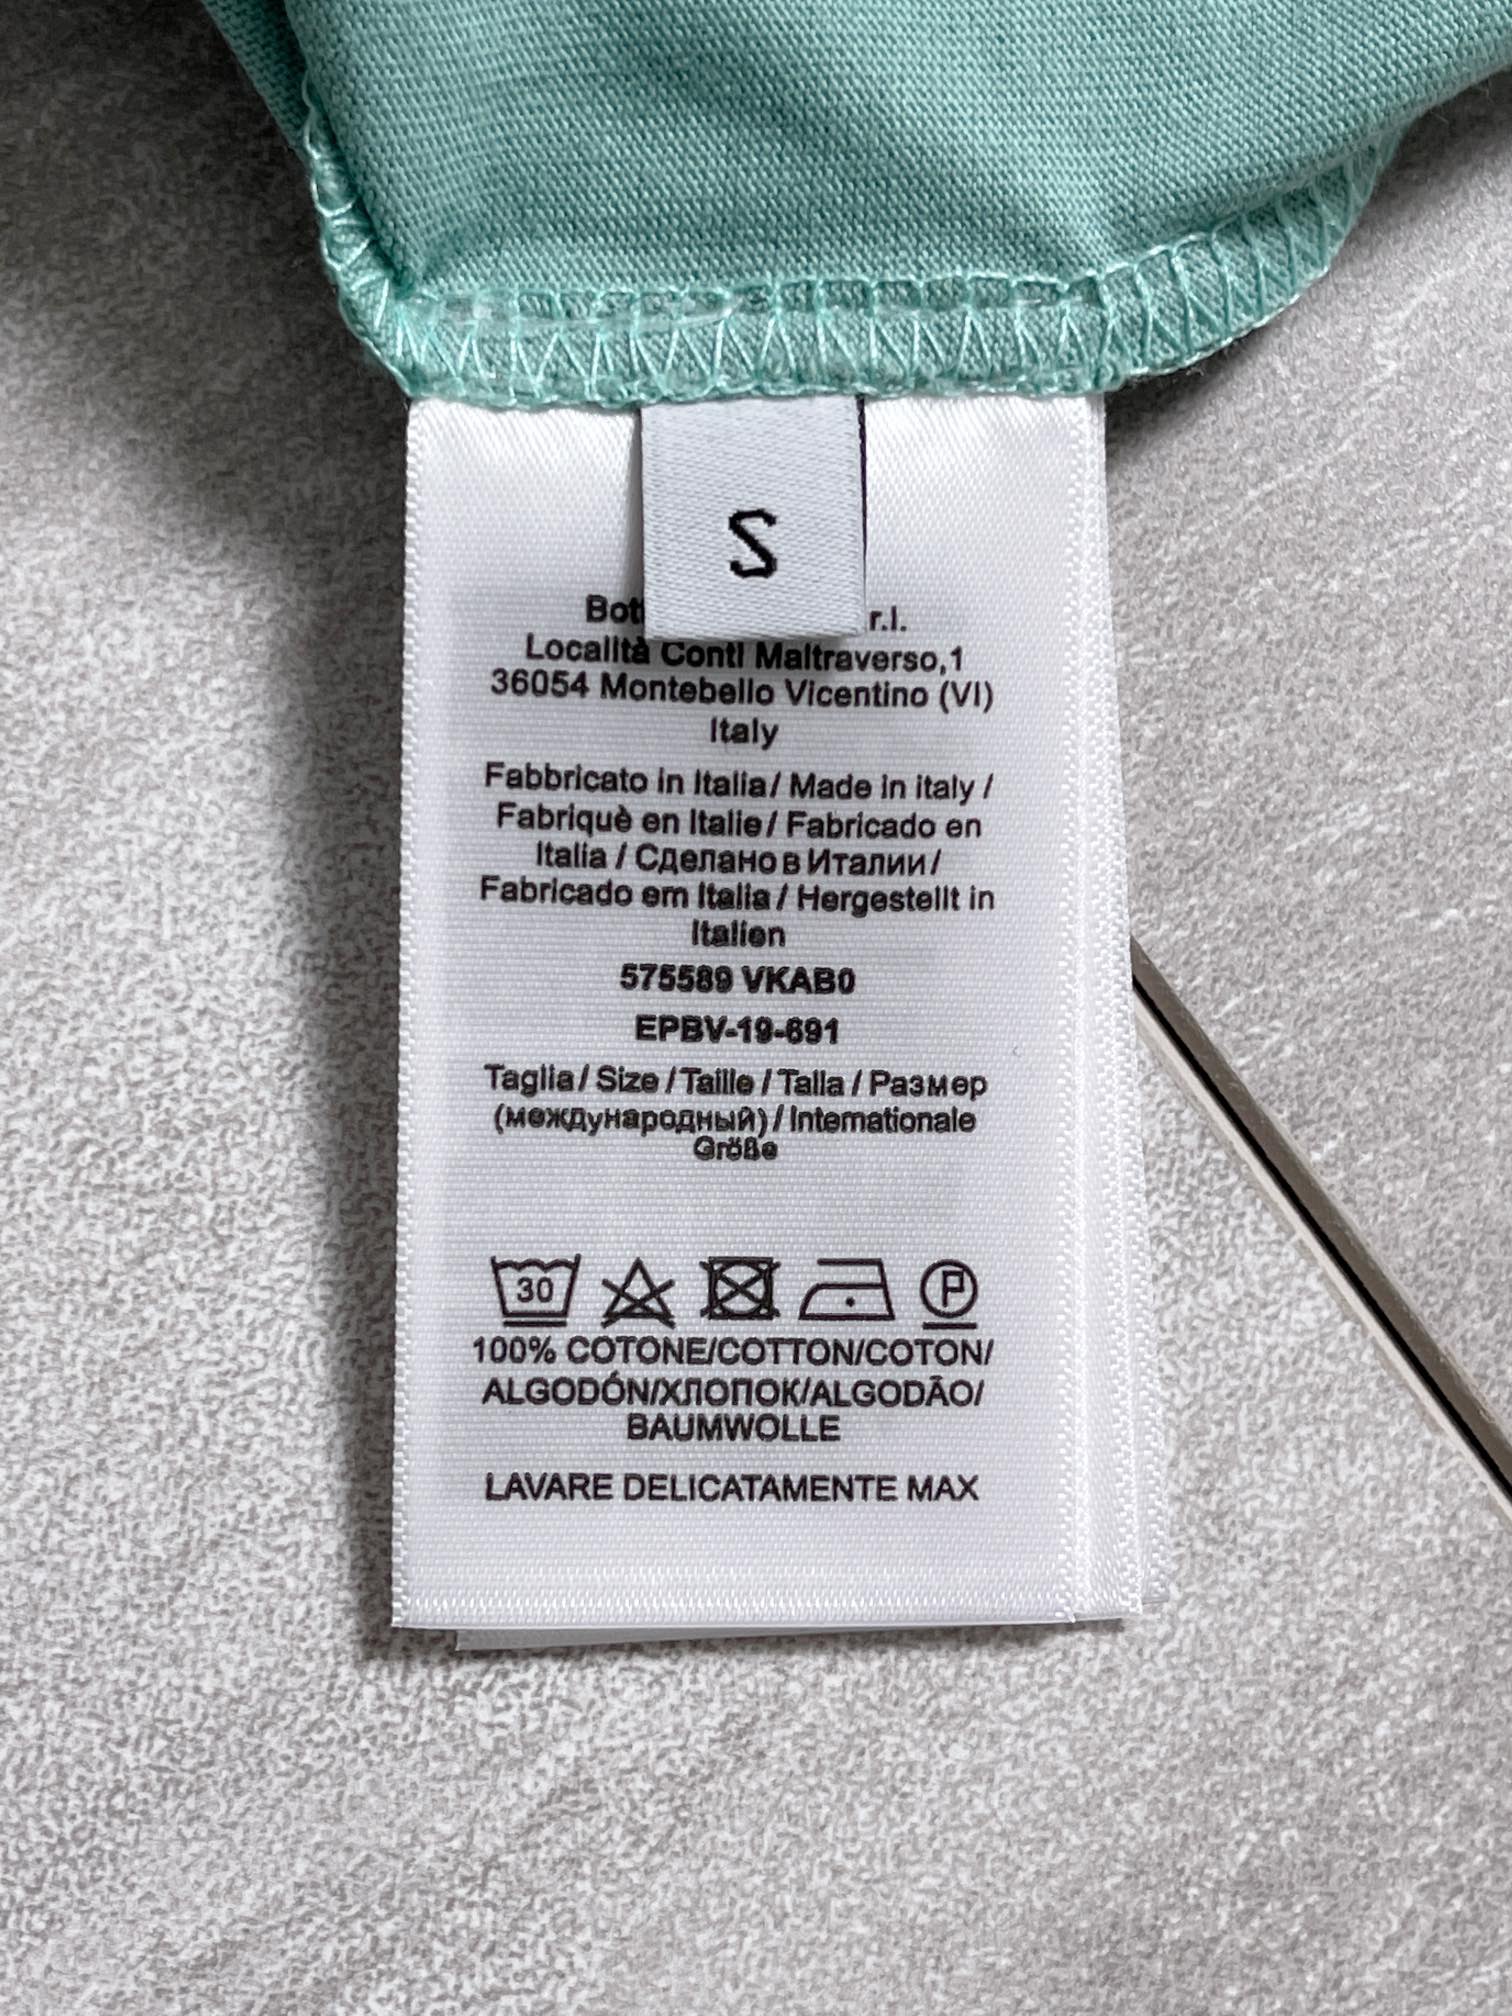 S
Bot r.l.
Località Conti Maltraverso,1
36054 Montebello Vicentino (VI)
Italy
Fabbricato in Italia / Made in italy /
Fabriquè en Italie / Fabricado en
Italia / Сделано в Италии /
Fabricado em Italia / Hergestellt in
Italien
575589 VKAB0
EPBV-19-691
Taglia / Size / Taille / Talla / Размер
(международный) / Internationale
Größe
30 P
100% COTONE/COTTON/COTON/
ALGODÓN/ХЛОПОК/ALGODÃO/
BAUMWOLLE
LAVARE DELICATAMENTE MAX